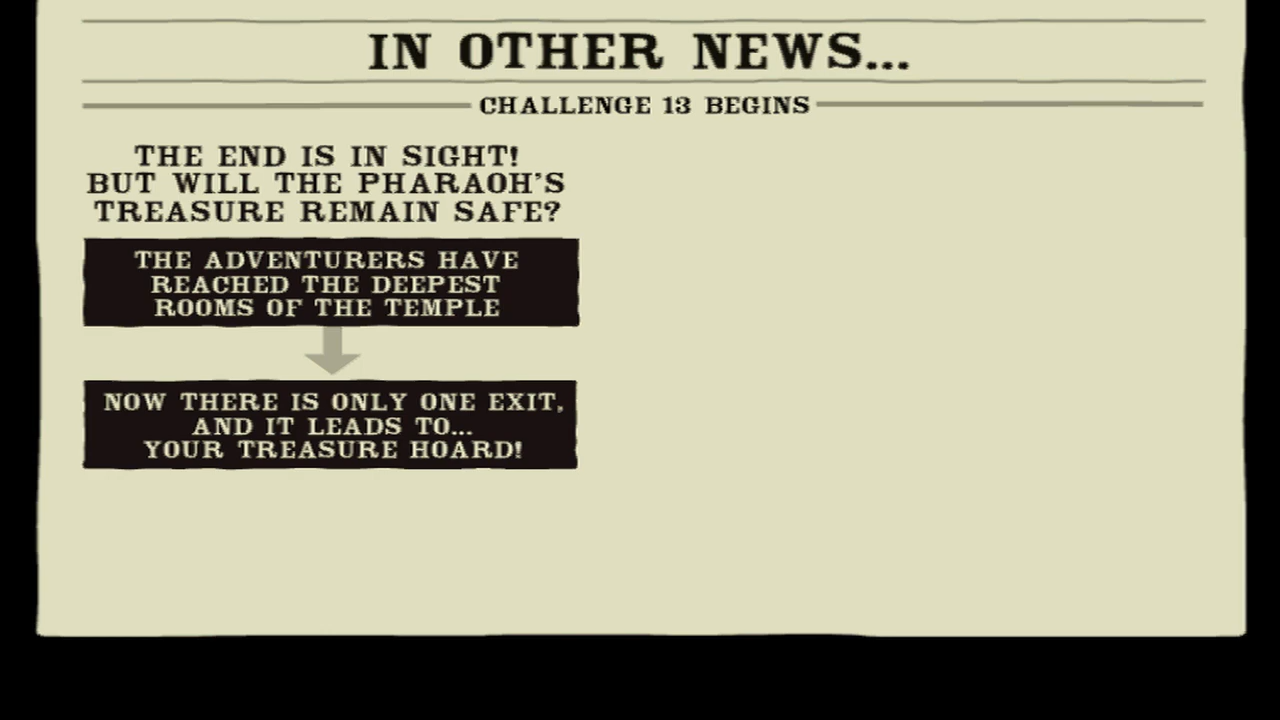 IN OTHER NEWS...
CHALLENGE 13 BEGINS
THE END IS IN SIGHT!
BUT WILL THE PHARAOH'S
TREASURE REMAIN SAFE?
THE ADVENTURERS HAVE
REACHED THE DEEPEST
ROOMS OF THE TEMPLE
NOW THERE IS ONLY ONE EXIT,
AND IT LEADS TO...
YOUR TREASURE HOARD!